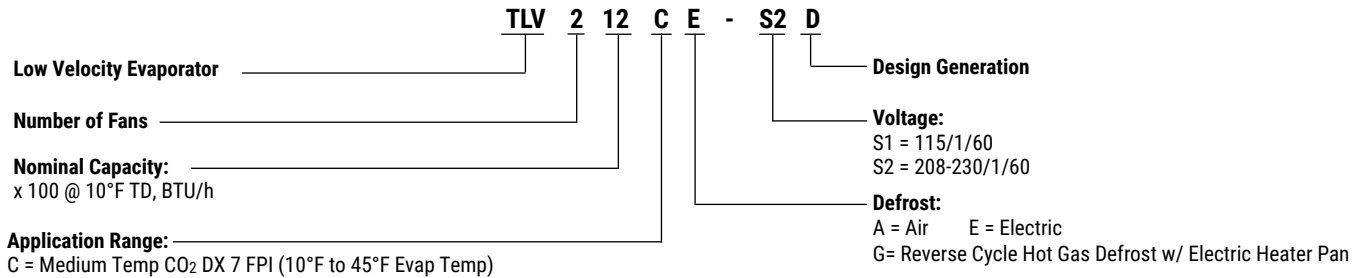 TLV 2 12 C E - S2 D
Low Velocity Evaporator
Number of Fans
Nominal Capacity:
x 100 @ 10°F TD, BTU/h
Application Range:
C = Medium Temp CO2 DX 7 FPI (10°F to 45°F Evap Temp)
Design Generation
Voltage:
S1 = 115/1/60
S2 = 208-230/1/60
Defrost:
A = Air E = Electric
G= Reverse Cycle Hot Gas Defrost w/ Electric Heater Pan